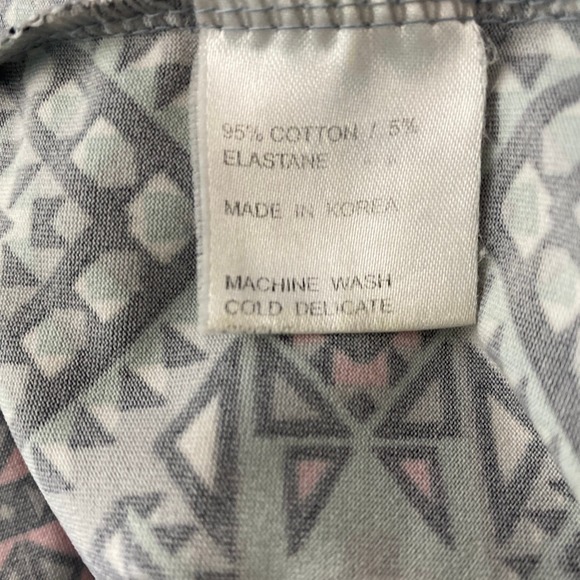 95% COTTON / 5%
ELASTANE
MADE IN KOREA
MACHINE WASH
COLD DELICATE